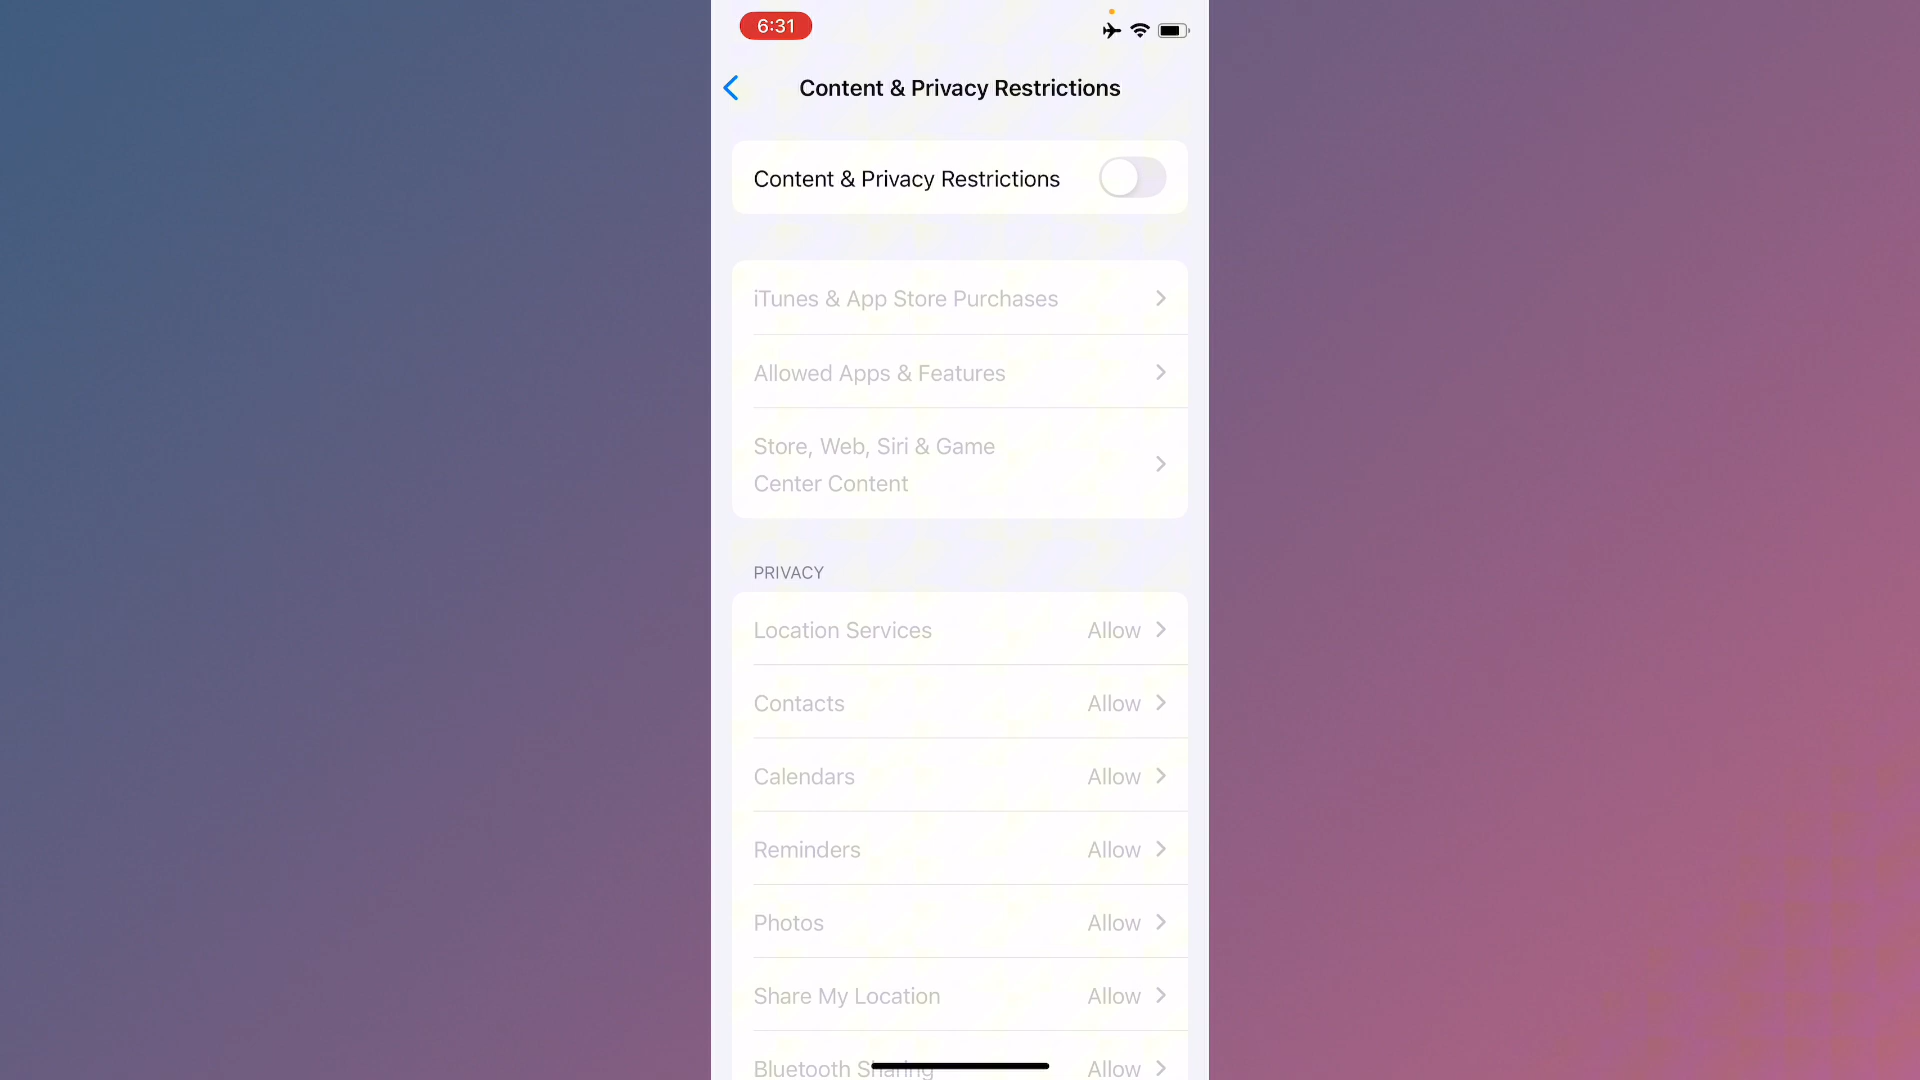 6:31
Content & Privacy Restrictions
Content & Privacy Restrictions
iTunes & App Store Purchases
Allowed Apps & Features
Store, Web, Siri & Game
Center Content
PRIVACY
Location Services Allow
Contacts Allow
Calendars Allow
Reminders Allow
Photos Allow
Share My Location Allow
Bluetooth Sharing Allow